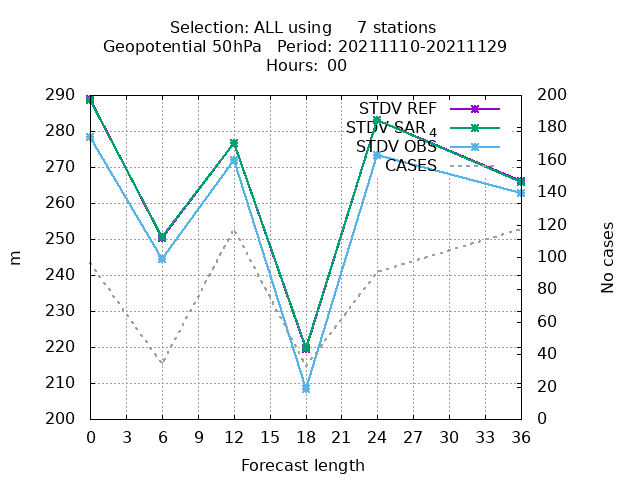 Selection: ALL using     7 stations
Geopotential 50hPa   Period: 20211110-20211129
Hours:  00
290 280 270 260 250 240 230 220 210 200
m
200 180 160 140 120 100 80 60 40 20 0
No cases
STDV REF
STDV SAR 4
STDV OBS
CASES
0 3 6 9 12 15 18 21 24 27 30 33 36
Forecast length